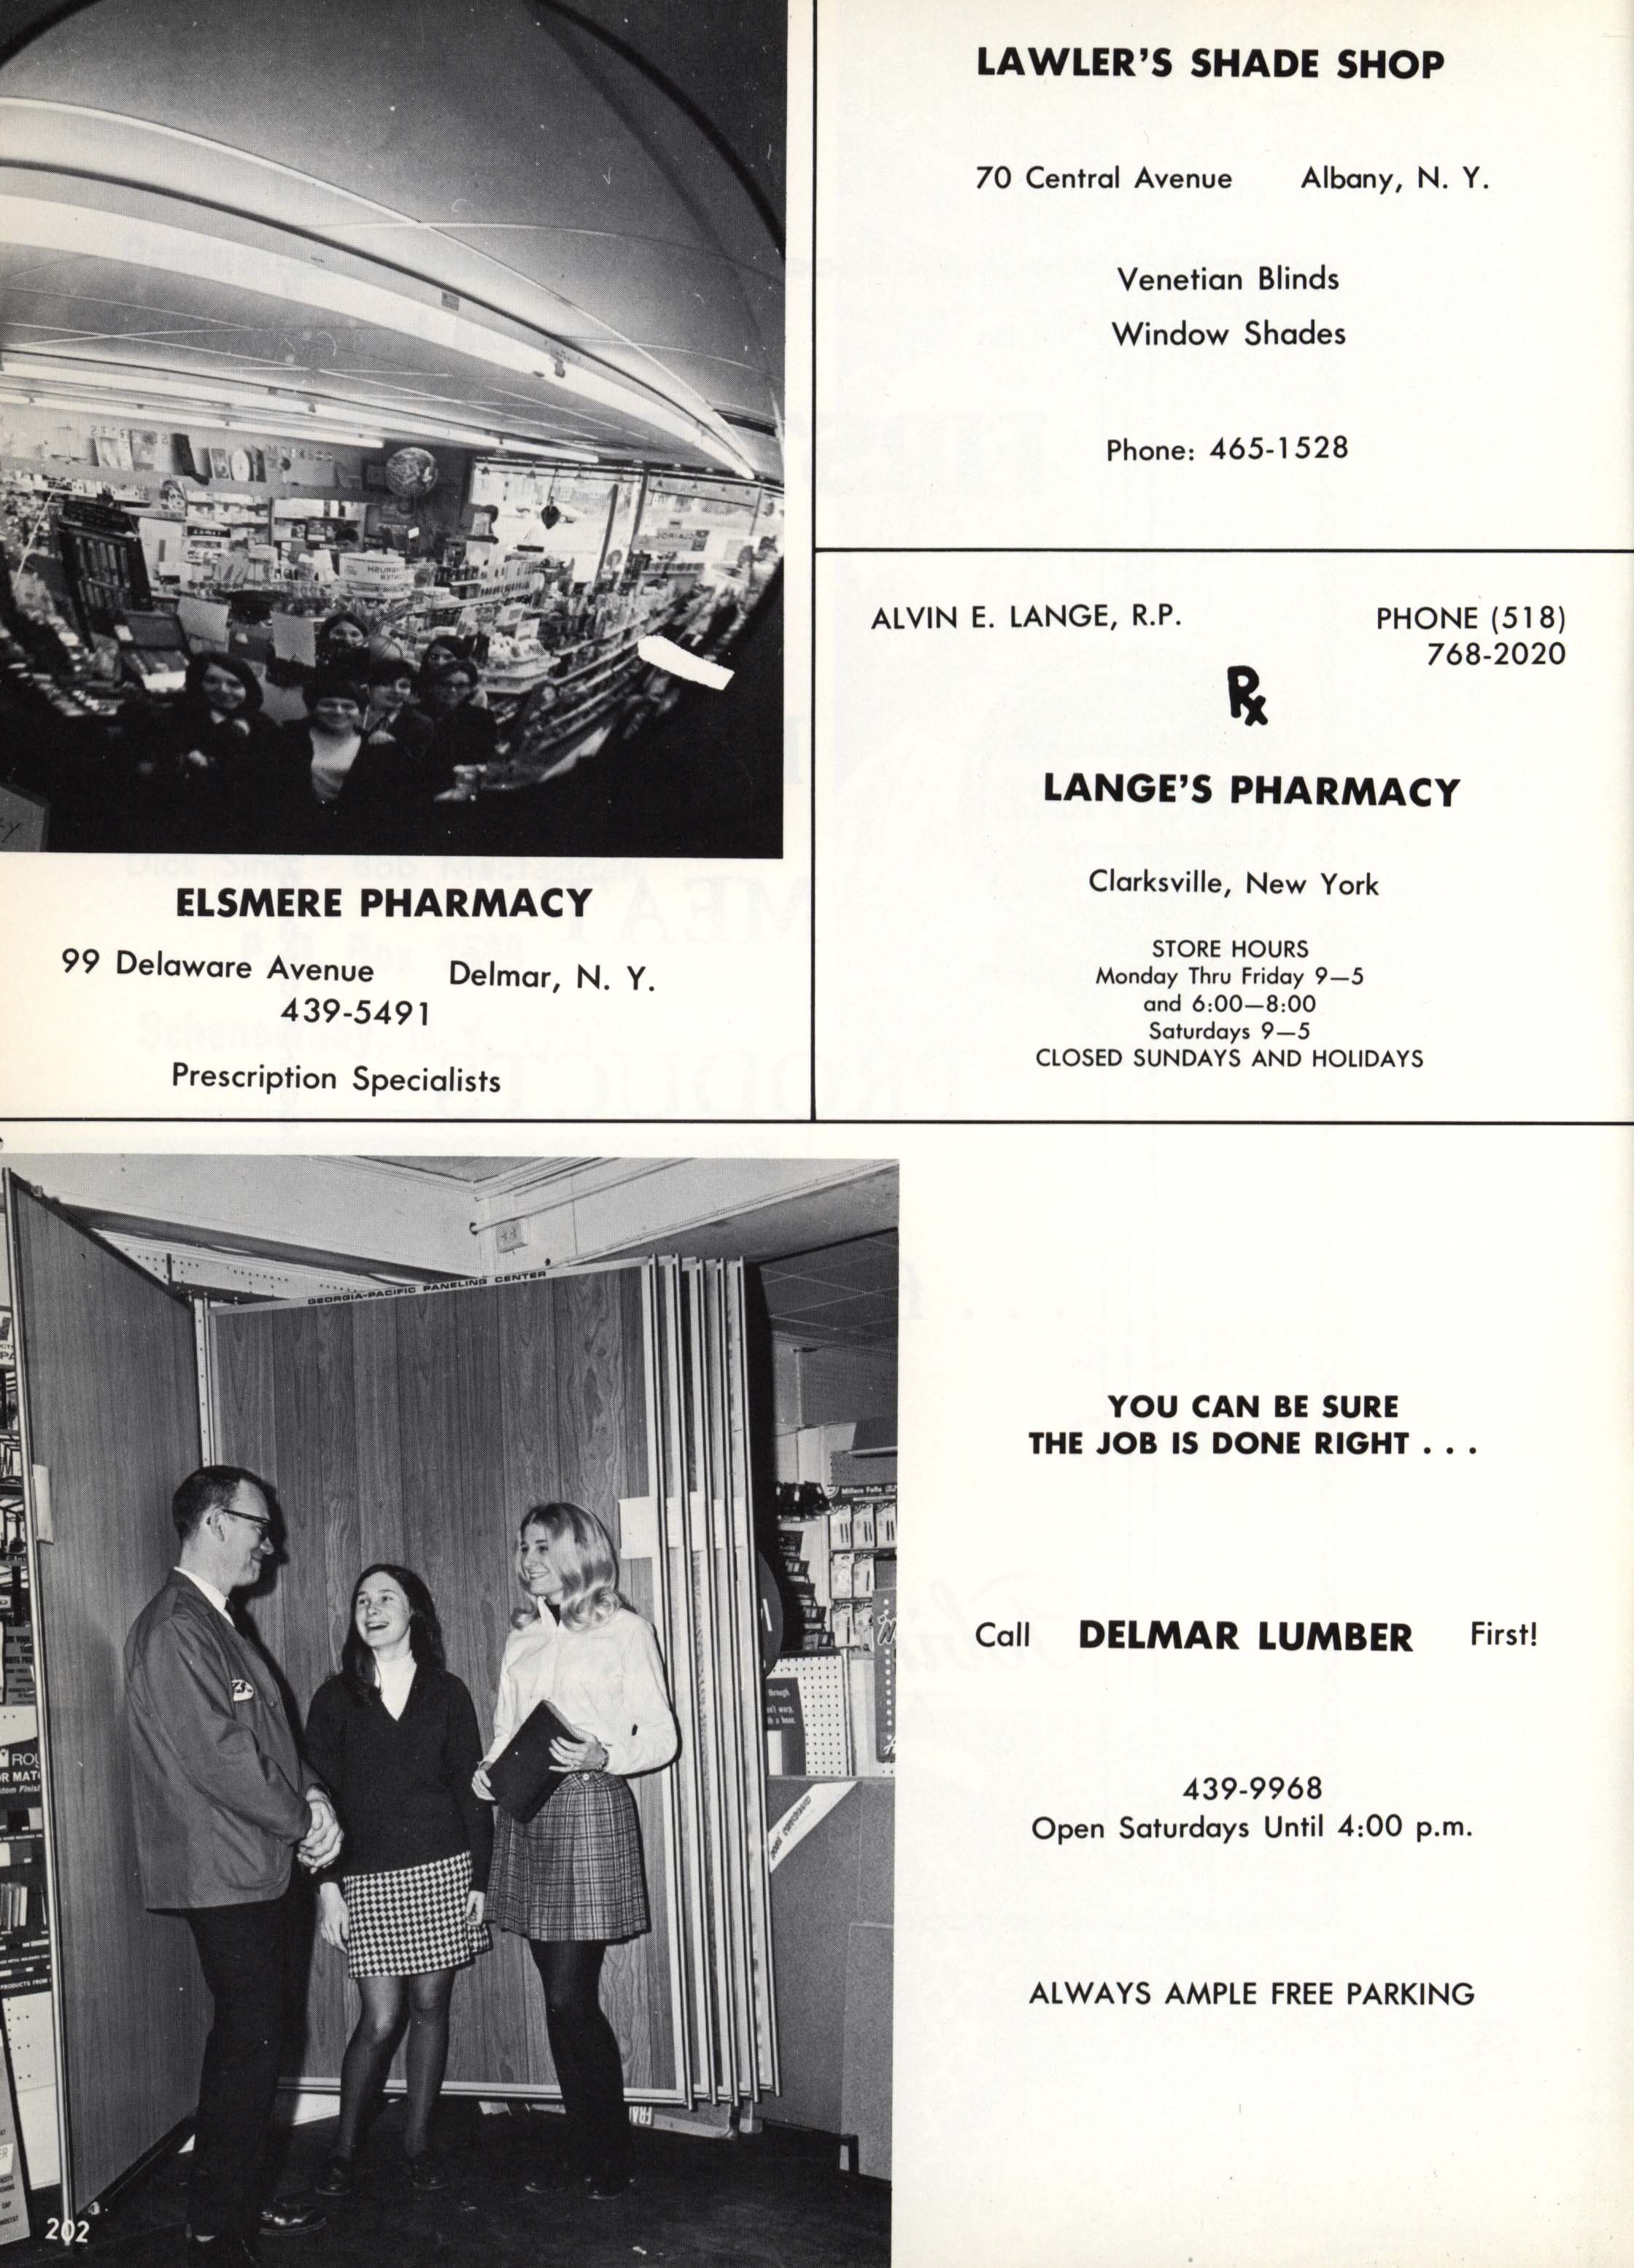 LAWLER'S SHADE SHOP
70 Central Avenue Albany, N. Y.
Venetian Blinds
Window Shades
Phone: 465-1528
ALVIN E. LANGE, R.P.
PHONE (518)
768-2020
Rx
LANGE'S PHARMACY
Clarksville, New York
STORE HOURS
Monday Thru Friday 9—5
and 6:00—8:00
Saturdays 9—5
CLOSED SUNDAYS AND HOLIDAYS
ELSMERE PHARMACY
99 Delaware Avenue Delmar, N. Y.
439-5491
Prescription Specialists
GEORGIA-PACIFIC PANELING CENTER
Millers Falls
YOU CAN BE SURE
THE JOB IS DONE RIGHT . . .
Call DELMAR LUMBER First!
439-9968
Open Saturdays Until 4:00 p.m.
ALWAYS AMPLE FREE PARKING
202